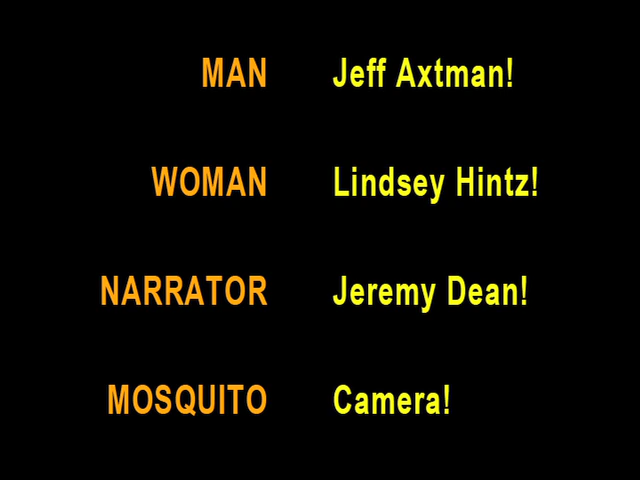 MAN Jeff Axtman!
WOMAN Lindsey Hintz!
NARRATOR Jeremy Dean!
MOSQUITO Camera!